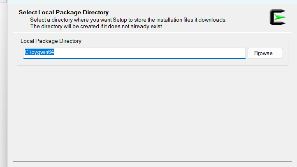 Select Local Package Directory
Select a directory where you want Setup to store the installation files it downloads.
The directory will be created if it does not already exist.
Local Package Directory
Browse